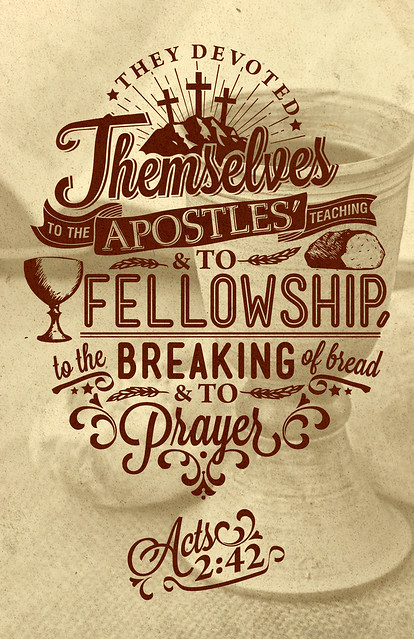 THEY DEVOTED
Themselves
TO THE APOSTLES' TEACHING
& TO
FELLOWSHIP,
to the BREAKING of bread
& TO
Prayer
Acts
2:42